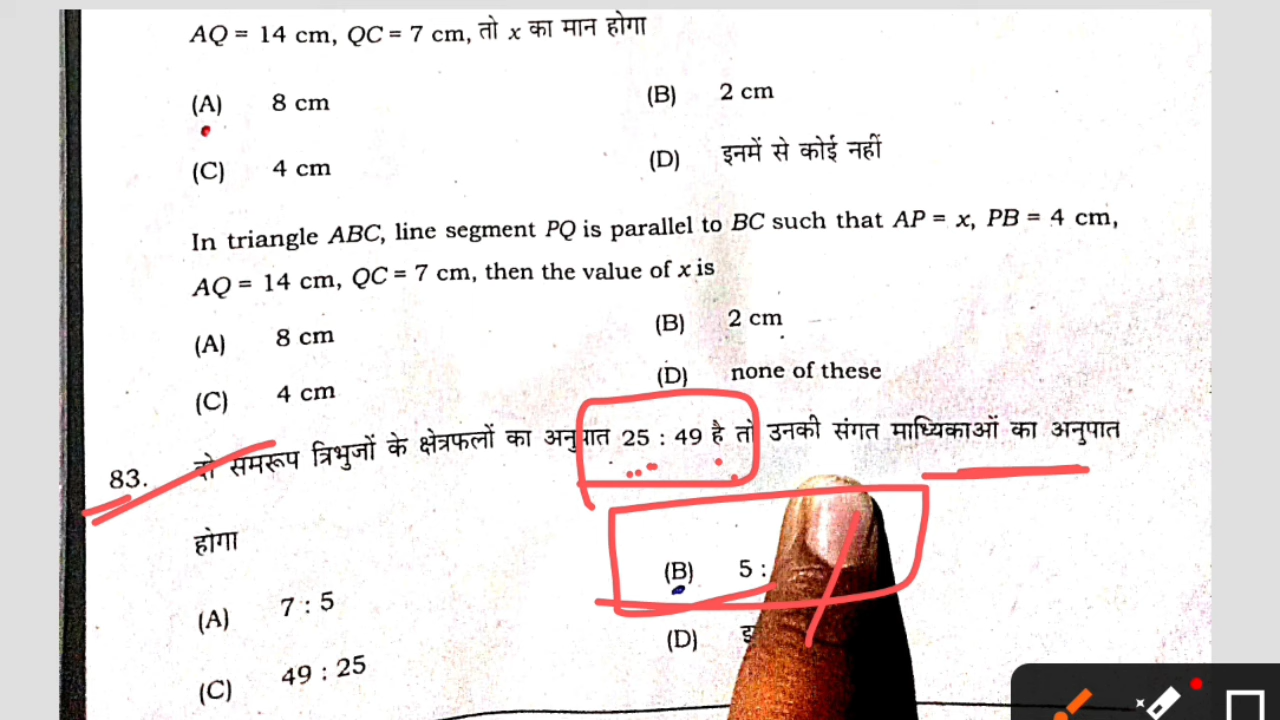 AQ = 14 cm, QC = 7 cm, तो x का मान होगा
(A) 8 cm (B) 2 cm
(C) 4 cm (D) इनमें से कोई नहीं
In triangle ABC, line segment PQ is parallel to BC such that AP = x, PB = 4 cm,
AQ = 14 cm, QC = 7 cm, then the value of x is
(A) 8 cm (B) 2 cm
(C) 4 cm (D) none of these
83. दो समरूप त्रिभुजों के क्षेत्रफलों का अनुपात 25 : 49 है तो उनकी संगत माध्यिकाओं का अनुपात
होगा
(A) 7 : 5 (B) 5 :
(C) 49 : 25 (D)